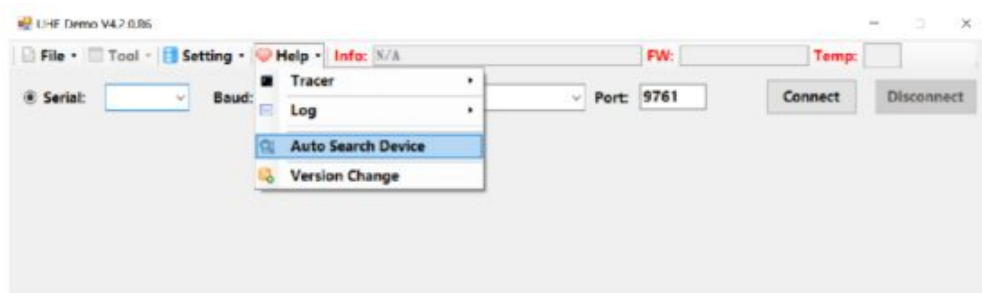 UHF Demo V4.2.0.86
File Tool Setting Help Info: N/A FW: Temp:
Serial: Baud: Port: 9761 Connect Disconnect
Tracer
Log
Auto Search Device
Version Change